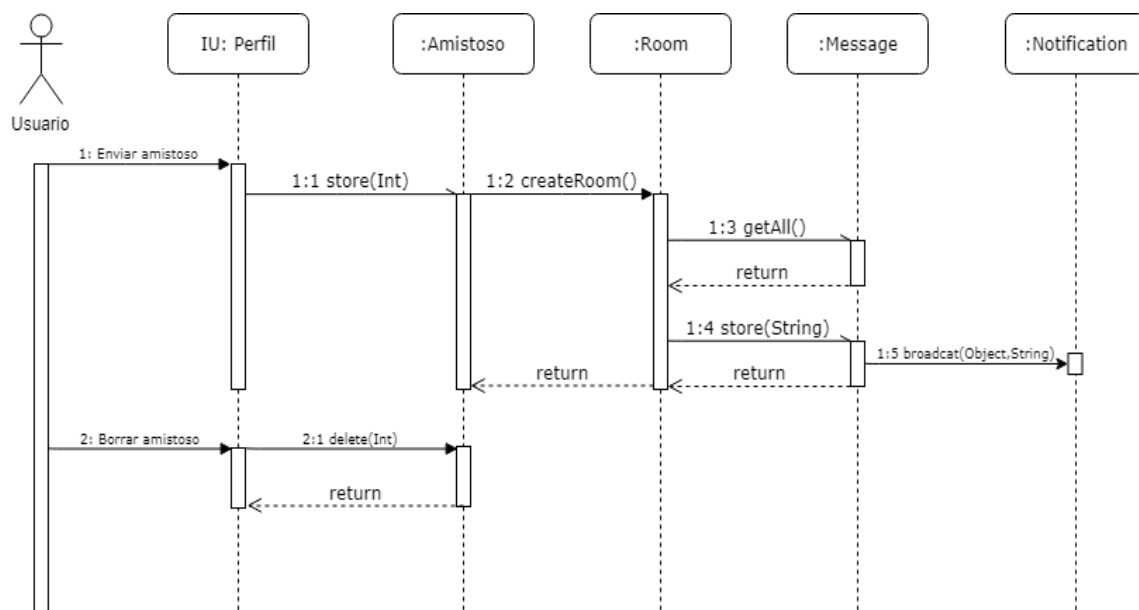 IU: Perfil
:Amistoso
:Room
:Message
:Notification
Usuario
1: Enviar amistoso
1:1 store(Int)
1:2 createRoom()
1:3 getAll()
return
1:4 store(String)
1:5 broadcat(Object,String)
return
return
2: Borrar amistoso
2:1 delete(Int)
return